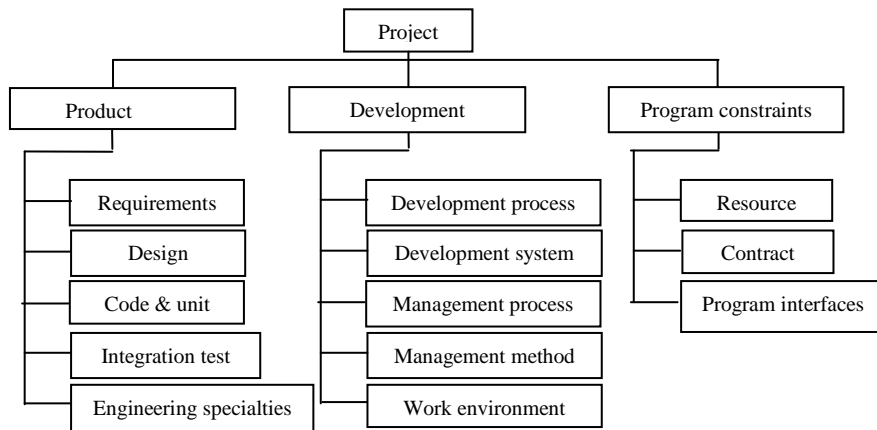 Project
Product
Development
Program constraints
Requirements
Design
Code & unit
Integration test
Engineering specialties
Development process
Development system
Management process
Management method
Work environment
Resource
Contract
Program interfaces